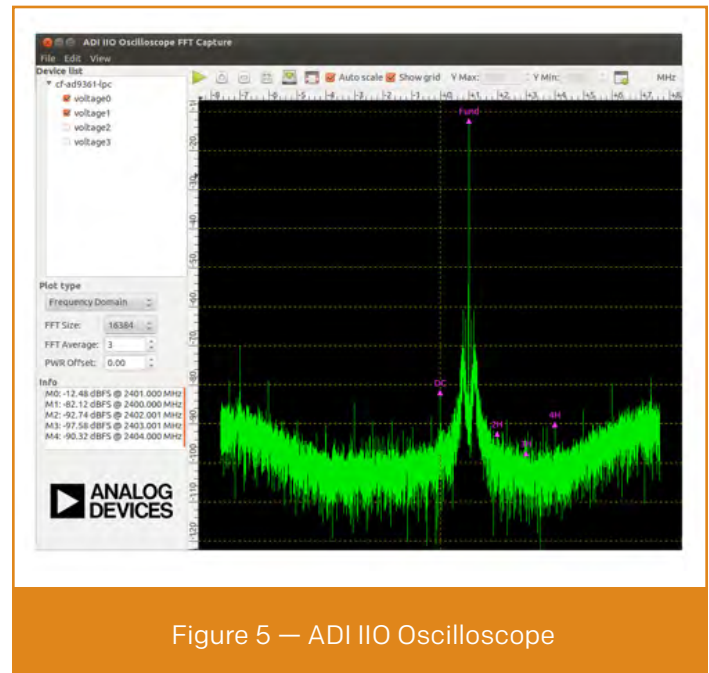 ADI IIO Oscilloscope FFT Capture
File Edit View
Device list
cf-ad9361-lpc
voltage0
voltage1
voltage2
voltage3
Auto scale Show grid Y Max: Y Min: MHz
Fund
DC
2H
4H
Plot type
Frequency Domain
FFT Size: 16384
FFT Average: 3
PWR Offset: 0.00
Info
M0: -12.48 dBFS @ 2401.000 MHz
M1: -82.12 dBFS @ 2400.000 MHz
M2: -92.74 dBFS @ 2402.001 MHz
M3: -97.58 dBFS @ 2403.001 MHz
M4: -90.32 dBFS @ 2404.000 MHz
ANALOG
DEVICES
Figure 5 — ADI IIO Oscilloscope